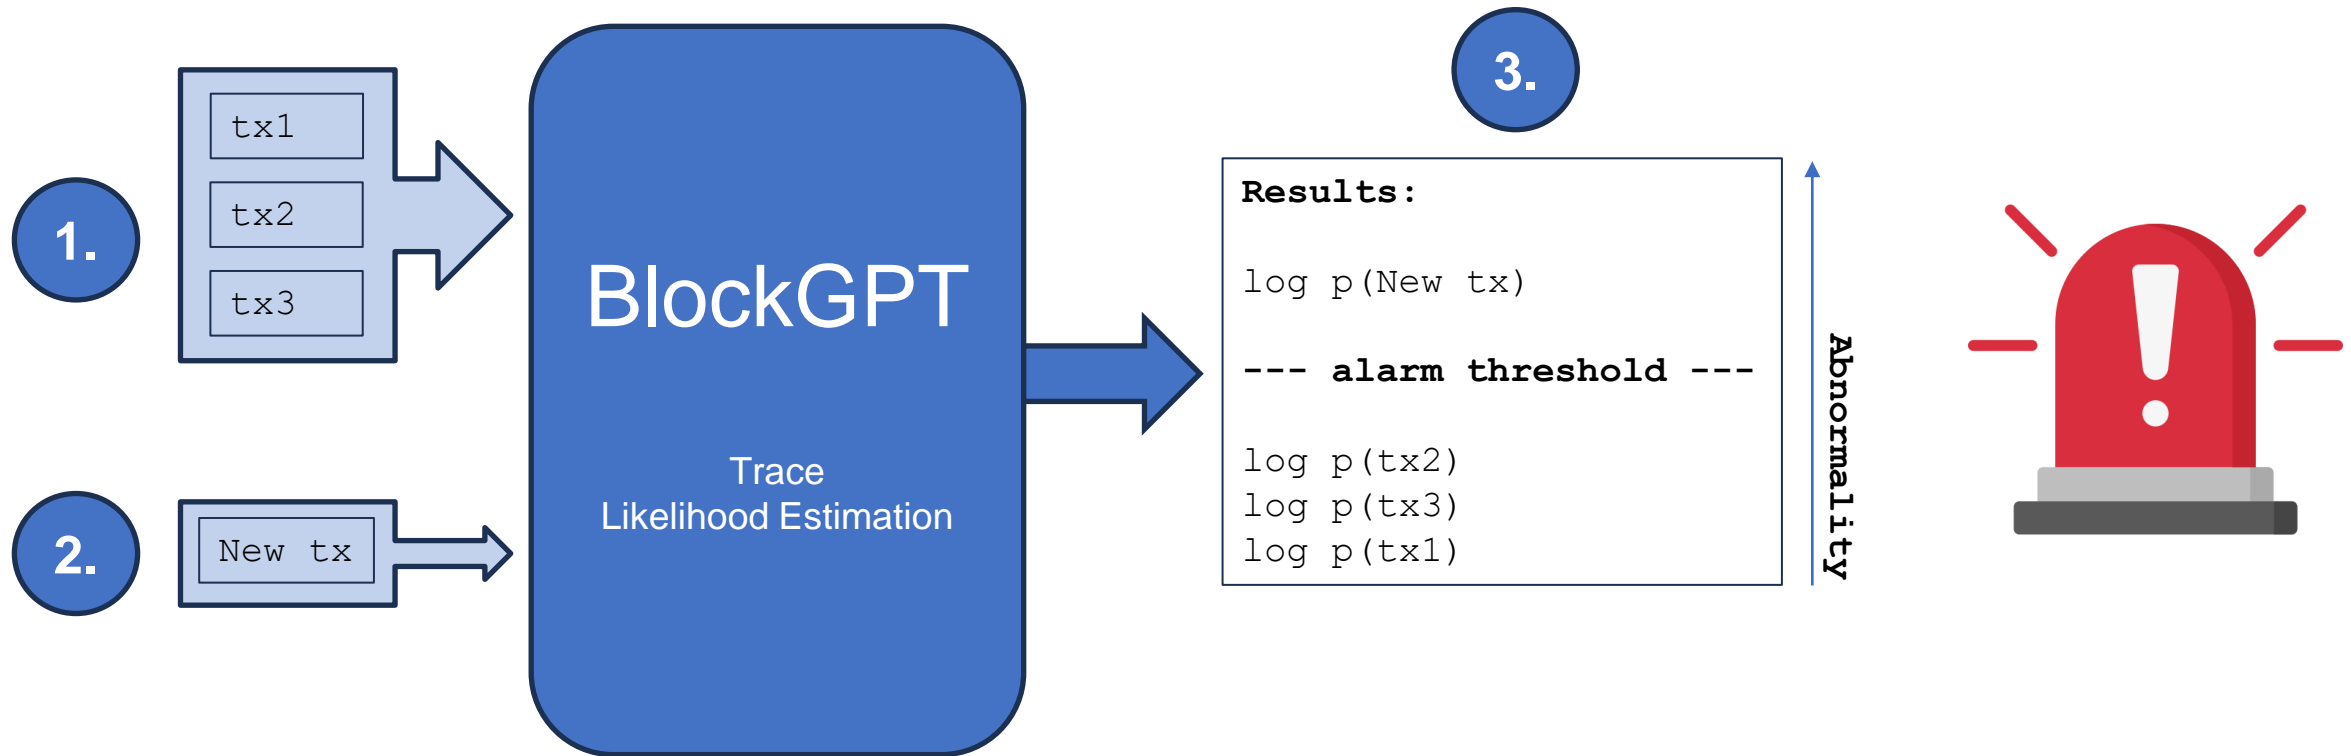 1.
tx1
tx2
tx3
2.
New tx
BlockGPT
Trace
Likelihood Estimation
3.
Results:
log p(New tx)
--- alarm threshold ---
log p(tx2)
log p(tx3)
log p(tx1)
Abnormality